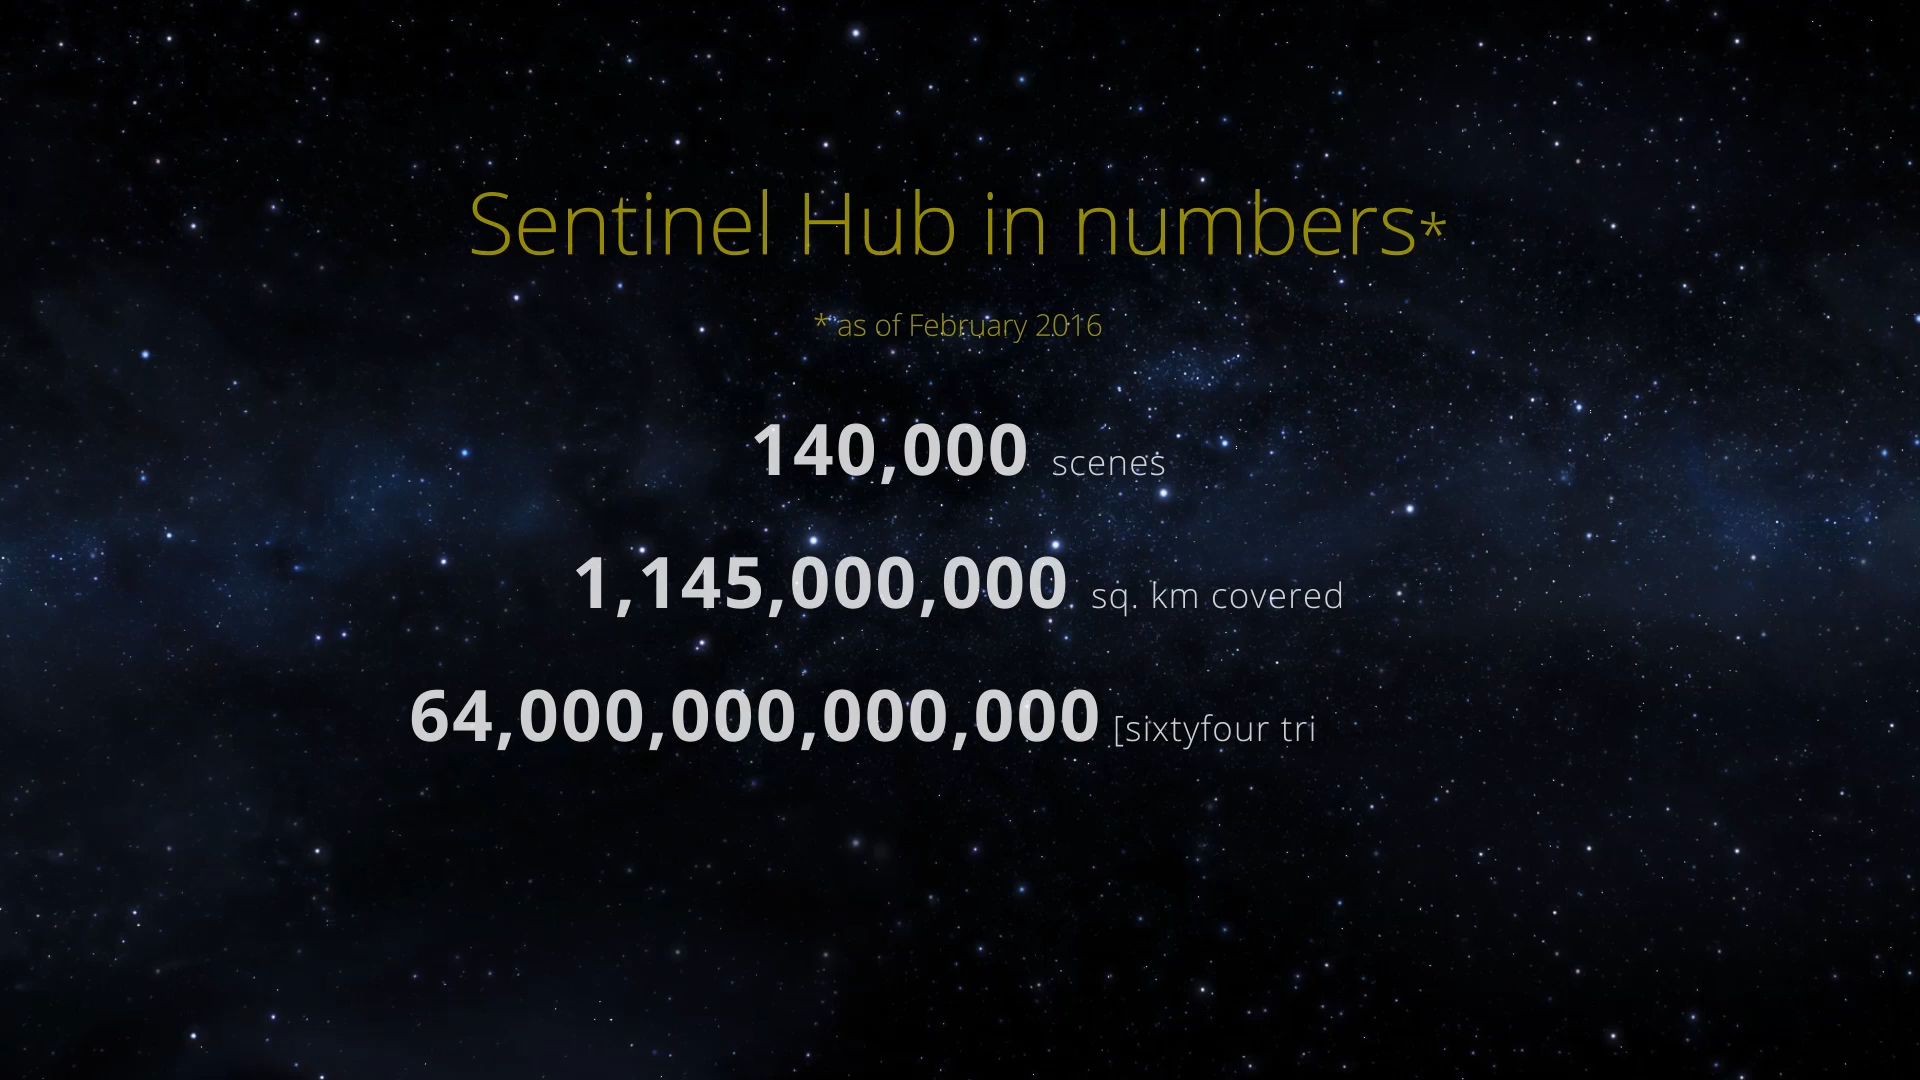 Sentinel Hub in numbers*
* as of February 2016
140,000 scenes
1,145,000,000 sq. km covered
64,000,000,000,000 [sixtyfour tri